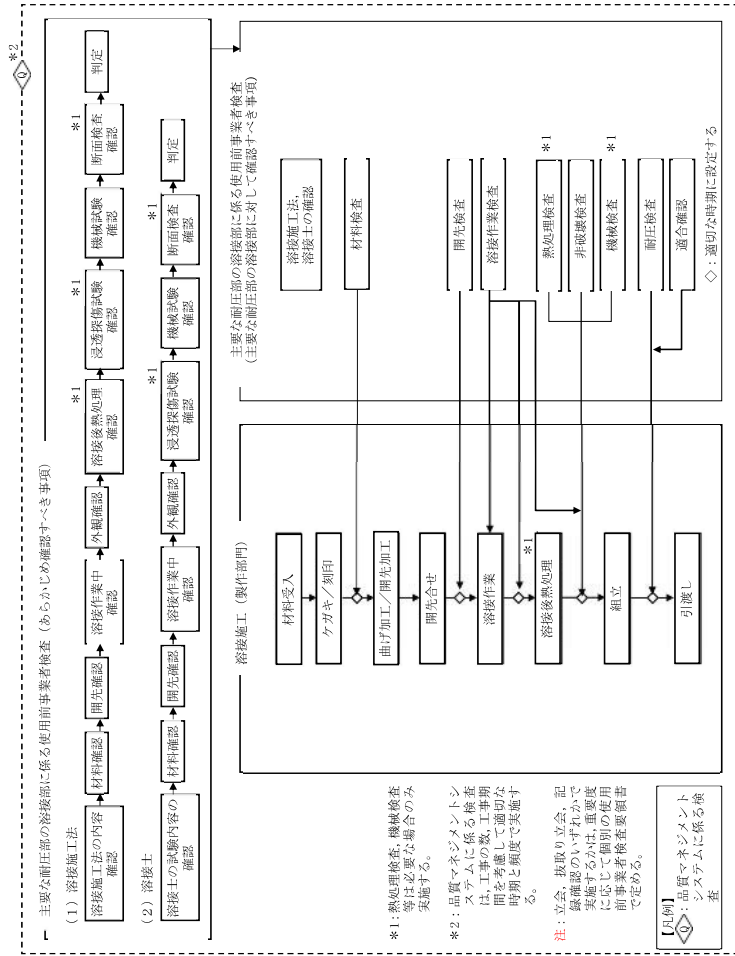 *2
Q
主要な耐圧部の溶接部に係る使用前事業者検査(あらかじめ確認すべき事項)
(1)溶接施工法
溶接施工法の内容
確認
材料確認
開先確認
溶接作業中
確認
外観確認
*1
溶接後熱処理
確認
*1
浸透探傷試験
確認
機械試験
確認
*1
断面検査
確認
判定
(2)溶接士
溶接士の試験内容の
確認
材料確認
開先確認
溶接作業中
確認
外観確認
*1
浸透探傷試験
確認
機械試験
確認
*1
断面検査
確認
判定
溶接施工(製作部門)
材料受入
ケガキ/刻印
曲げ加工/開先加工
開先合せ
溶接作業
*1
溶接後熱処理
組立
引渡し
主要な耐圧部の溶接部に係る使用前事業者検査
(主要な耐圧部の溶接部に対して確認すべき事項)
溶接施工法,
溶接士の確認
材料検査
開先検査
溶接作業検査
熱処理検査
*1
非破壊検査
機械検査
*1
耐圧検査
適合確認
◇:適切な時期に設定する
*1:熱処理検査,機械検査
等は必要な場合のみ
実施する。
*2:品質マネジメントシ
ステムに係る検査
は,工事の数,工事期
間を考慮して適切な
時期と頻度で実施す
る。
注:立会,抜取り立会,記
録確認のいずれかで
実施するかは,重要度
に応じて個別の使用
前事業者検査要領書
で定める。
【凡例】
Q:品質マネジメント
システムに係る検
査